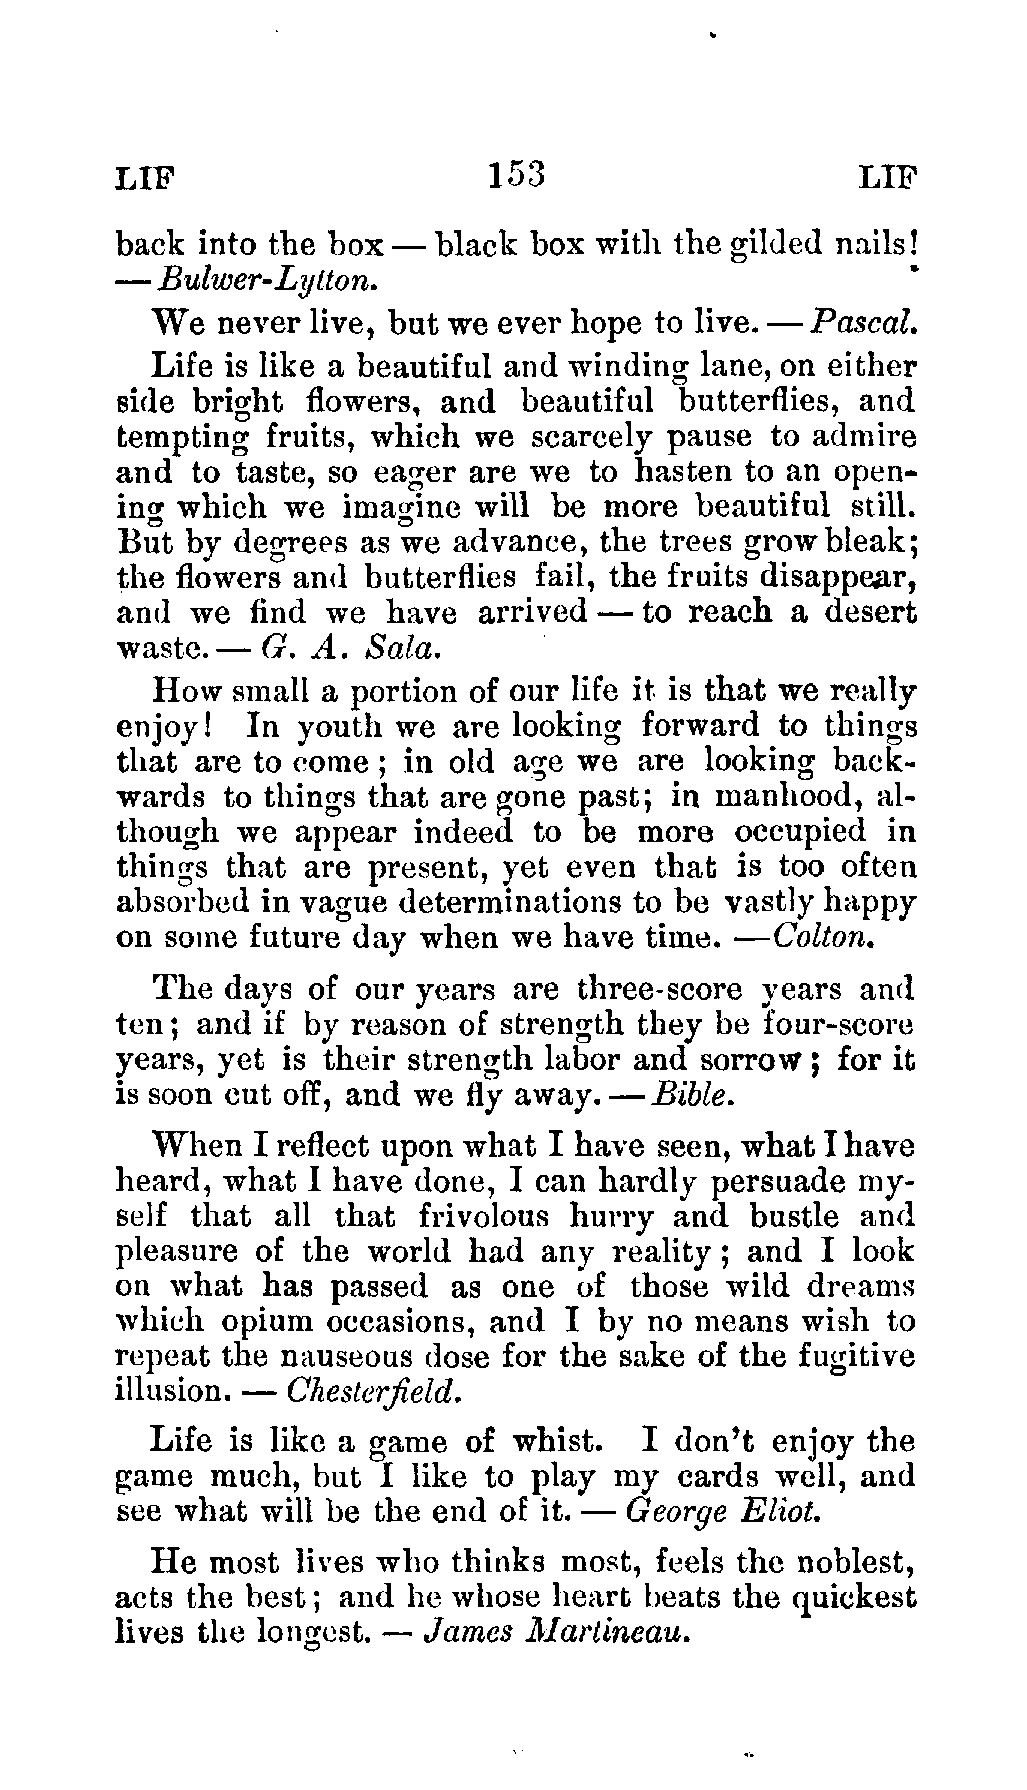 LIF 153 LIF
back into the box — black box with the gilded nails!
— Bulwer-Lytton.
We never live, but we ever hope to live. — Pascal.
Life is like a beautiful and winding lane, on either
side bright flowers, and beautiful butterflies, and
tempting fruits, which we scarcely pause to admire
and to taste, so eager are we to hasten to an open-
ing which we imagine will be more beautiful still.
But by degrees as we advance, the trees grow bleak;
the flowers and butterflies fail, the fruits disappear,
and we find we have arrived — to reach a desert
waste. — G. A. Sala.
How small a portion of our life it is that we really
enjoy! In youth we are looking forward to things
that are to come; in old age we are looking back-
wards to things that are gone past; in manhood, al-
though we appear indeed to be more occupied in
things that are present, yet even that is too often
absorbed in vague determinations to be vastly happy
on some future day when we have time. — Colton.
The days of our years are three-score years and
ten; and if by reason of strength they be four-score
years, yet is their strength labor and sorrow; for it
is soon cut off, and we fly away. — Bible.
When I reflect upon what I have seen, what I have
heard, what I have done, I can hardly persuade my-
self that all that frivolous hurry and bustle and
pleasure of the world had any reality; and I look
on what has passed as one of those wild dreams
which opium occasions, and I by no means wish to
repeat the nauseous dose for the sake of the fugitive
illusion. — Chesterfield.
Life is like a game of whist. I don't enjoy the
game much, but I like to play my cards well, and
see what will be the end of it. — George Eliot.
He most lives who thinks most, feels the noblest,
acts the best; and he whose heart beats the quickest
lives the longest. — James Martineau.